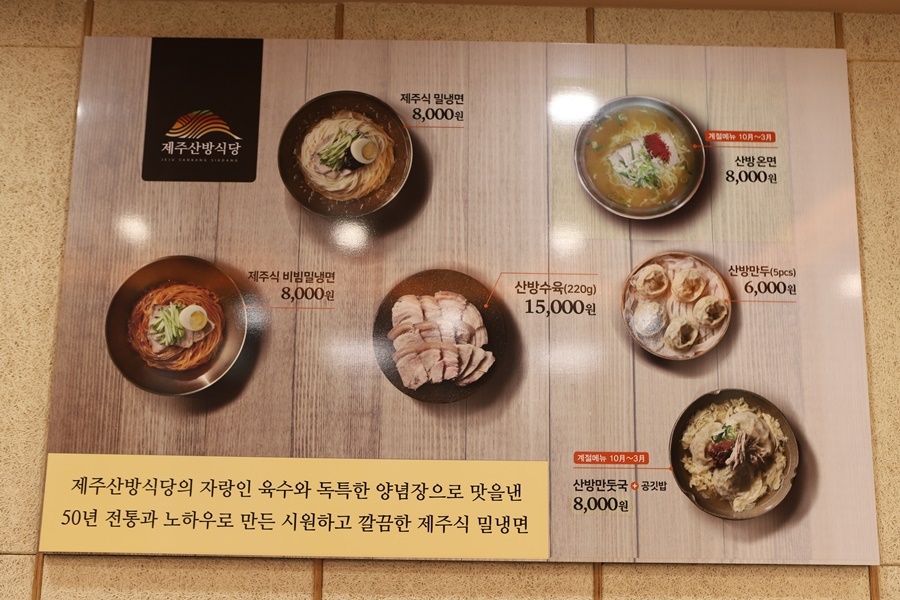 제주산방식당
JEJU SANBANG SIKDANG
제주식 밀냉면
8,000원
계절메뉴 10월~3월
산방온면
8,000원
제주식 비빔밀냉면
8,000원
산방수육(220g)
15,000원
산방만두(5pcs)
6,000원
계절메뉴 10월~3월
산방만둣국 + 공깃밥
8,000원
제주산방식당의 자랑인 육수와 독특한 양념장으로 맛을낸
50년 전통과 노하우로 만든 시원하고 깔끔한 제주식 밀냉면